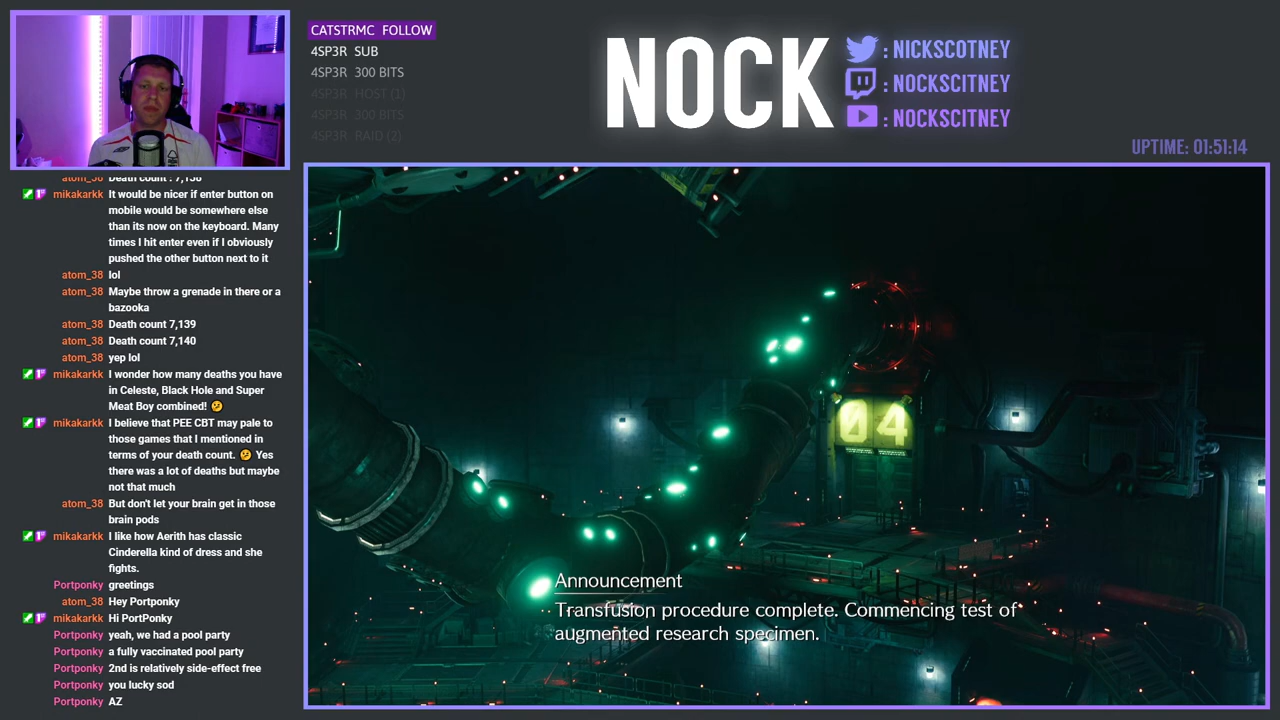 CATSTRMC FOLLOW
4SP3R SUB
4SP3R 300 BITS
4SP3R HOST (1)
4SP3R 300 BITS
4SP3R RAID (2)
NOCK
: NICKSCOTNEY
: NOCKSCITNEY
: NOCKSCITNEY
UPTIME: 01:51:14
atom_38 Death count : 7,138
mikakarkk It would be nicer if enter button on
mobile would be somewhere else
than its now on the keyboard. Many
times I hit enter even if I obviously
pushed the other button next to it
atom_38 lol
atom_38 Maybe throw a grenade in there or a
bazooka
atom_38 Death count 7,139
atom_38 Death count 7,140
atom_38 yep lol
mikakarkk I wonder how many deaths you have
in Celeste, Black Hole and Super
Meat Boy combined! 🤔
mikakarkk I believe that PEE CBT may pale to
those games that I mentioned in
terms of your death count. 😕 Yes
there was a lot of deaths but maybe
not that much
atom_38 But don't let your brain get in those
brain pods
mikakarkk I like how Aerith has classic
Cinderella kind of dress and she
fights.
Portponky greetings
atom_38 Hey Portponky
mikakarkk Hi PortPonky
Portponky yeah, we had a pool party
Portponky a fully vaccinated pool party
Portponky 2nd is relatively side-effect free
Portponky you lucky sod
Portponky AZ
04
Announcement
Transfusion procedure complete. Commencing test of
augmented research specimen.